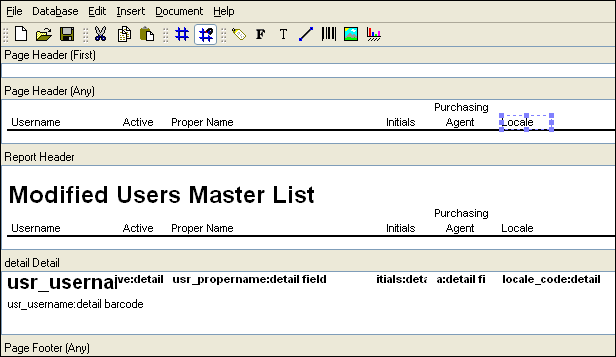 File DataBase Edit Insert Document Help
F T
Page Header (First)
Page Header (Any)
Purchasing
Username Active Proper Name Initials Agent Locale
Report Header
Modified Users Master List
Purchasing
Username Active Proper Name Initials Agent Locale
detail Detail
usr_usernai ve:detail usr_propername:detail field itials:deta a:detail fi locale_code:detail
usr_username:detail barcode
Page Footer (Any)